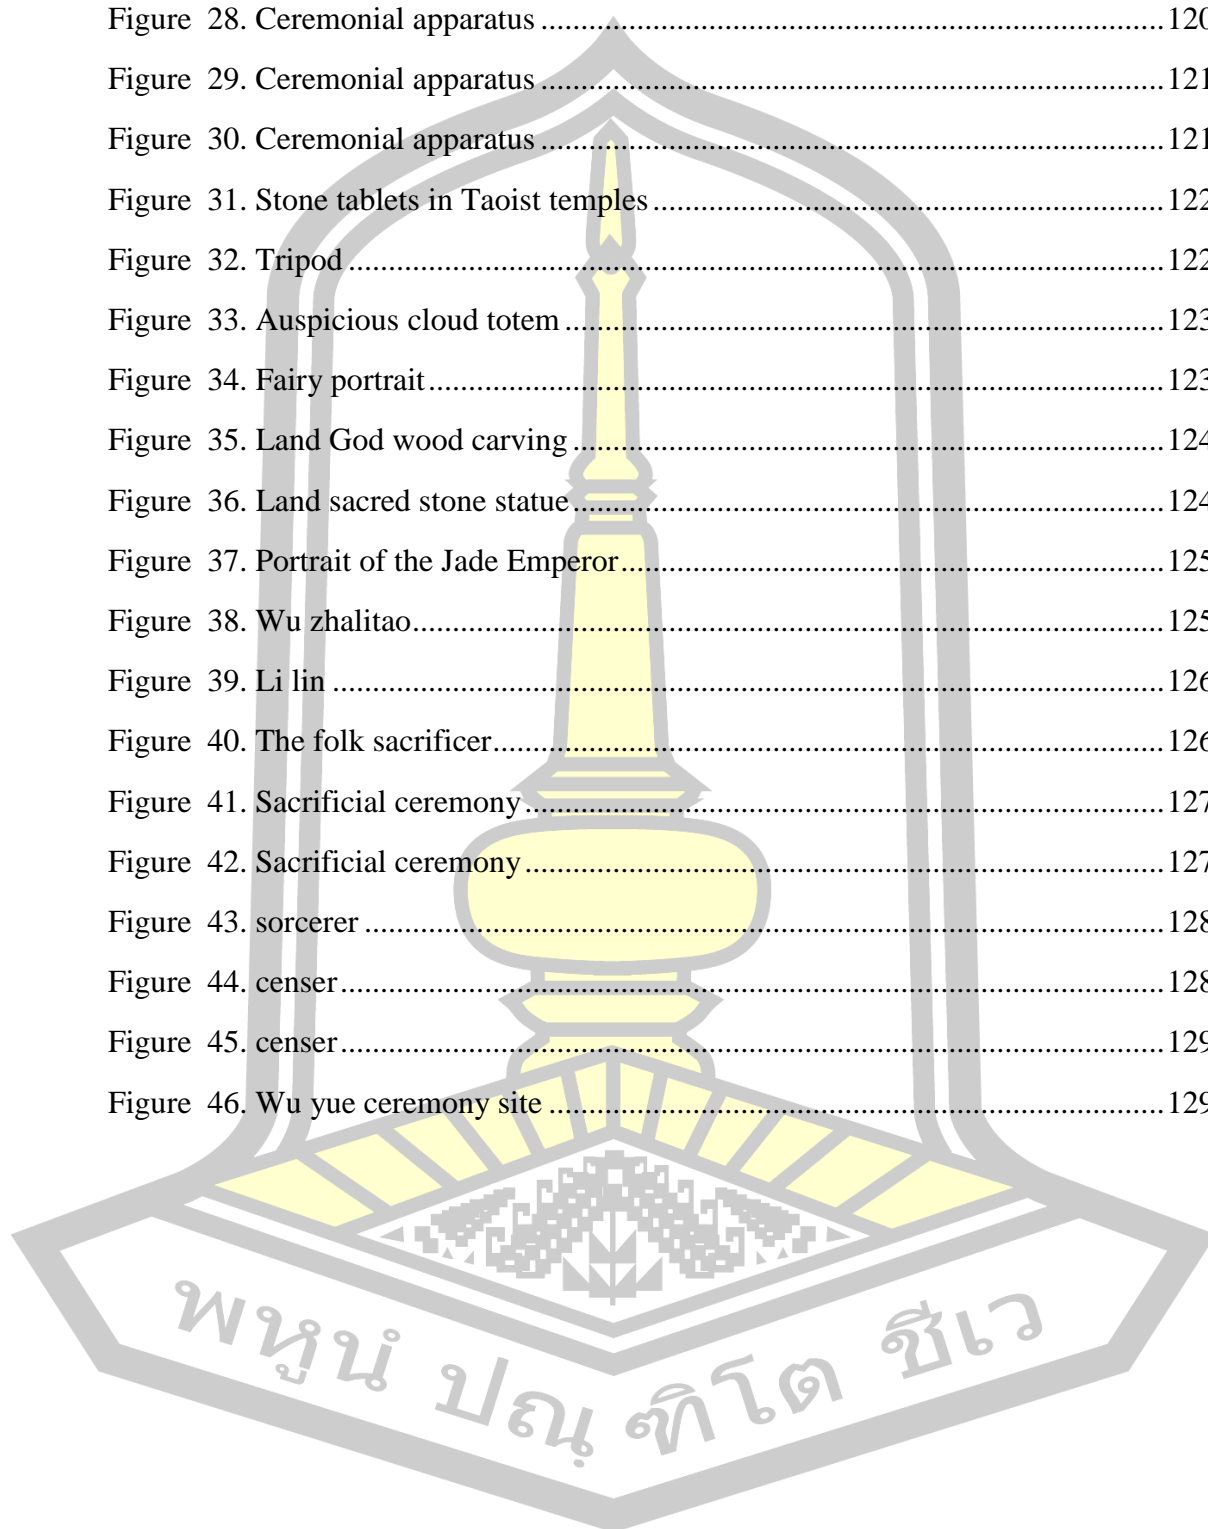 Figure 28. Ceremonial apparatus ........ 120
Figure 29. Ceremonial apparatus ........ 121
Figure 30. Ceremonial apparatus ........ 121
Figure 31. Stone tablets in Taoist temples ........ 122
Figure 32. Tripod ........ 122
Figure 33. Auspicious cloud totem ........ 123
Figure 34. Fairy portrait ........ 123
Figure 35. Land God wood carving ........ 124
Figure 36. Land sacred stone statue ........ 124
Figure 37. Portrait of the Jade Emperor ........ 125
Figure 38. Wu zhalitao ........ 125
Figure 39. Li lin ........ 126
Figure 40. The folk sacrificer ........ 126
Figure 41. Sacrificial ceremony ........ 127
Figure 42. Sacrificial ceremony ........ 127
Figure 43. sorcerer ........ 128
Figure 44. censer ........ 128
Figure 45. censer ........ 129
Figure 46. Wu yue ceremony site ........ 129
พหูนํ ปณฺฑิโต ชีเว